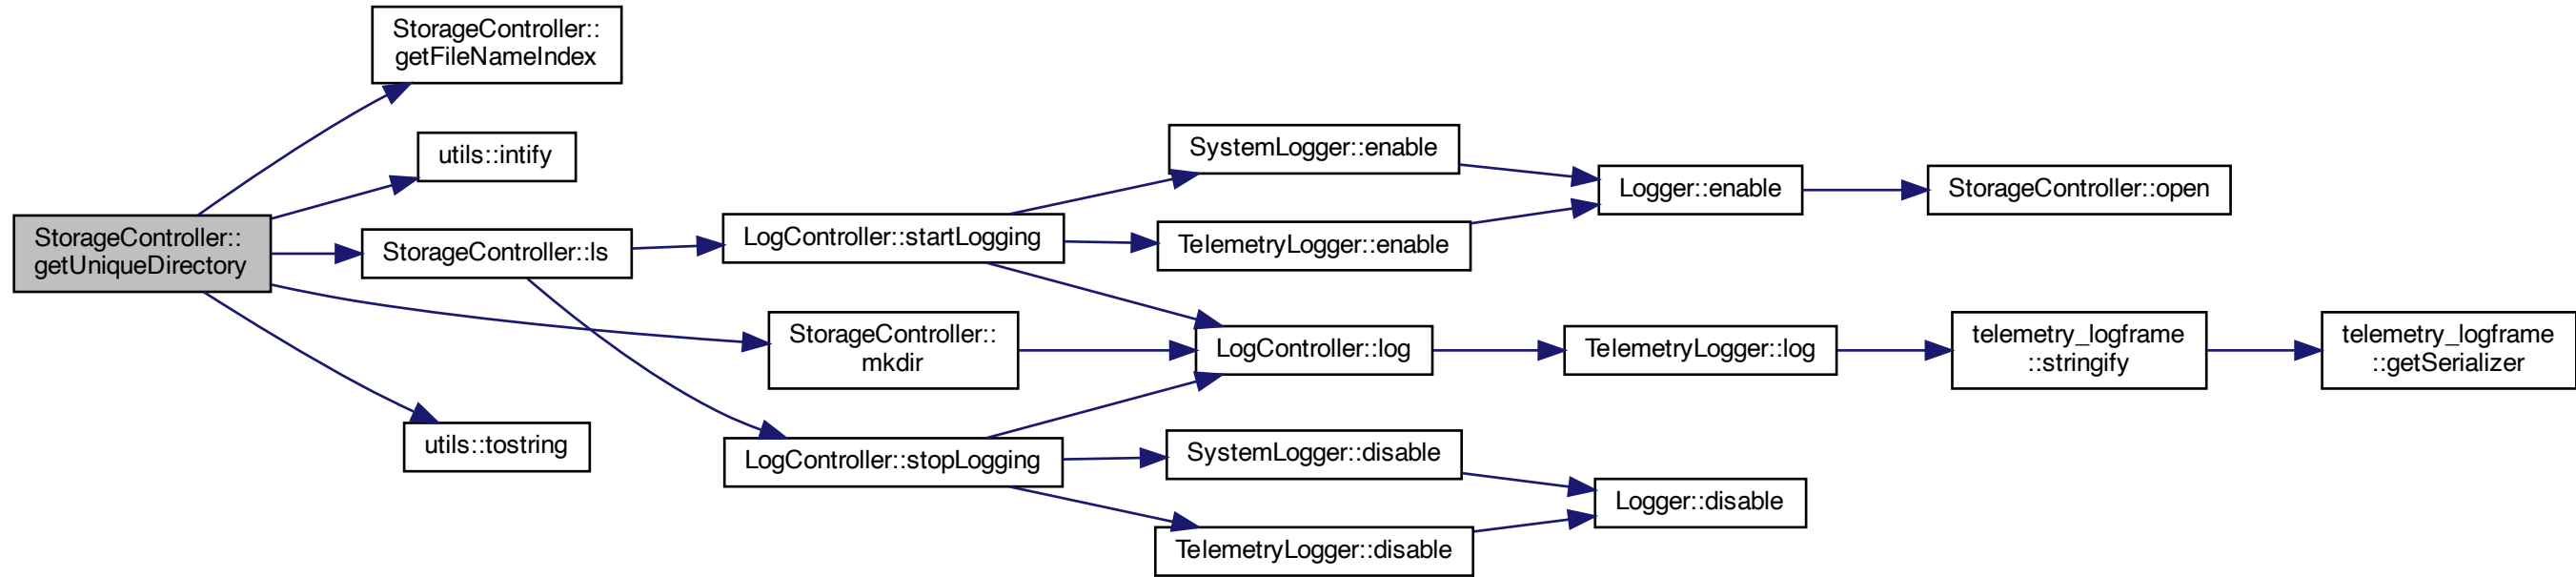 StorageController::
getFileNameIndex
utils::intify
StorageController::
getUniqueDirectory
StorageController::ls
LogController::startLogging
SystemLogger::enable
TelemetryLogger::enable
Logger::enable
StorageController::open
StorageController::
mkdir
LogController::log
TelemetryLogger::log
telemetry_logframe
::stringify
telemetry_logframe
::getSerializer
utils::tostring
LogController::stopLogging
SystemLogger::disable
TelemetryLogger::disable
Logger::disable